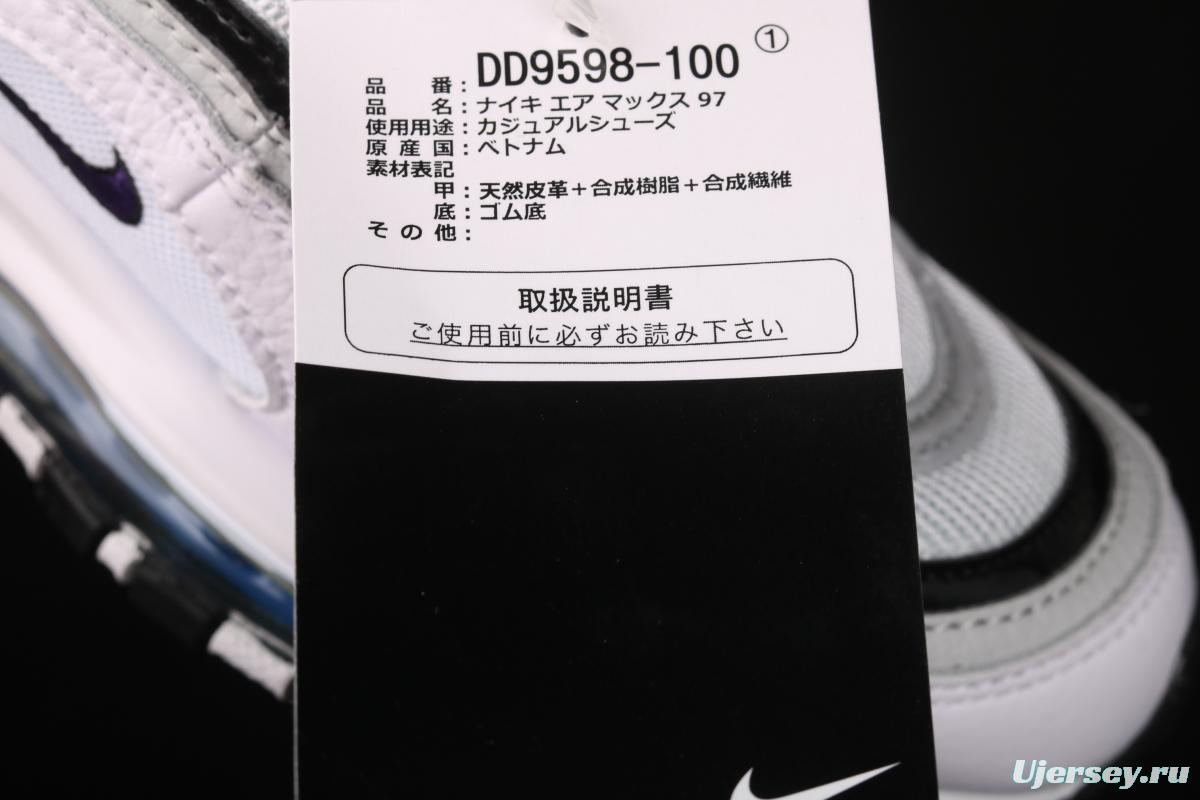 ①
品番：DD9598-100
品名：ナイキ エア マックス 97
使用用途：カジュアルシューズ
原産国：ベトナム
素材表記
甲：天然皮革＋合成樹脂＋合成繊維
底：ゴム底
その他：
取扱説明書
ご使用前に必ずお読み下さい
Ujersey.ru